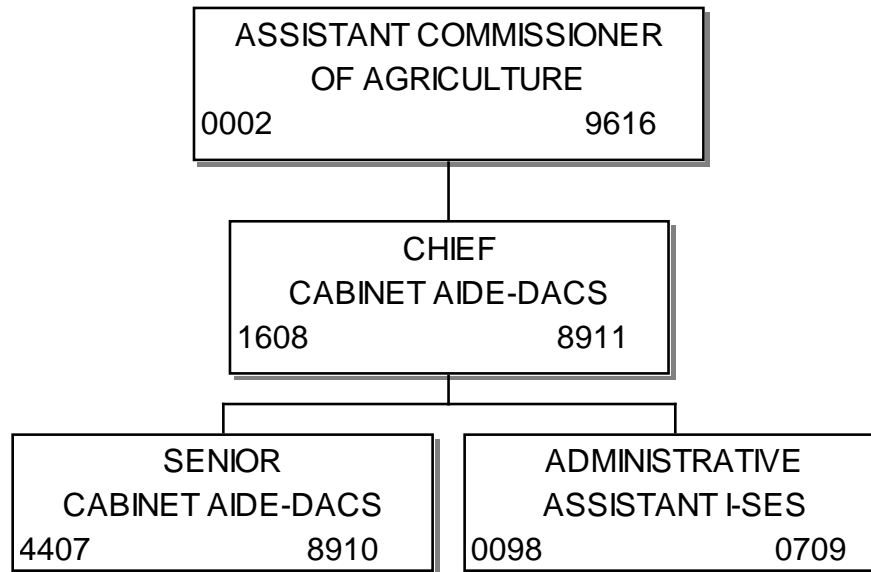 ASSISTANT COMMISSIONER
OF AGRICULTURE
0002 9616
CHIEF
CABINET AIDE-DACS
1608 8911
SENIOR
CABINET AIDE-DACS
4407 8910
ADMINISTRATIVE
ASSISTANT I-SES
0098 0709